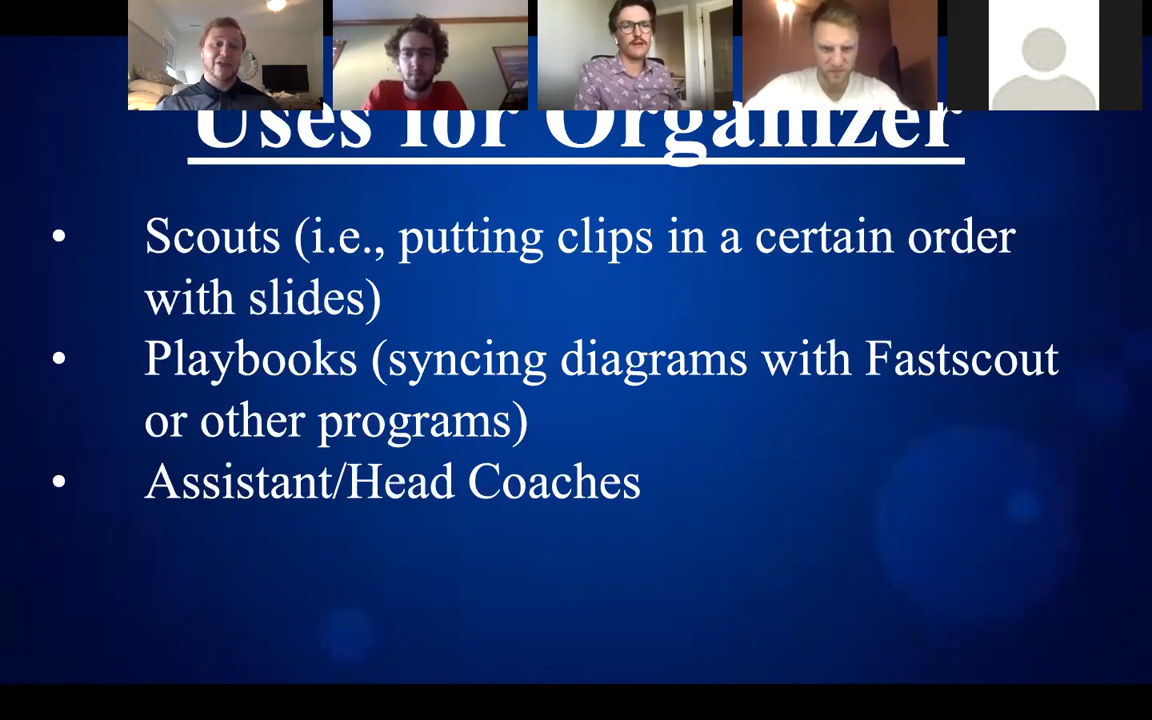 Uses for Organizer
• Scouts (i.e., putting clips in a certain order
with slides)
• Playbooks (syncing diagrams with Fastscout
or other programs)
• Assistant/Head Coaches